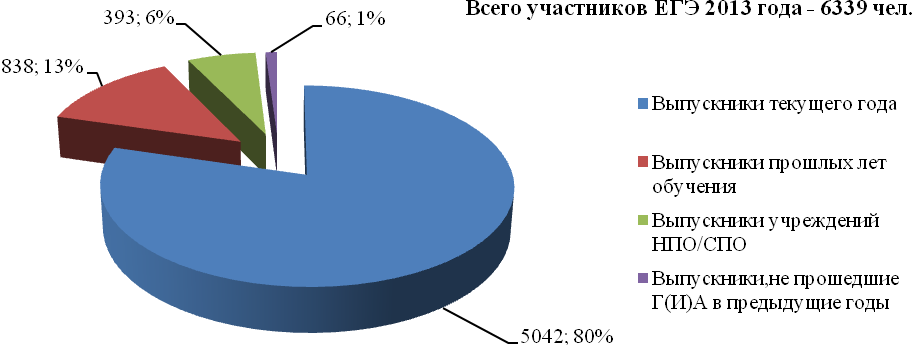 Всего участников ЕГЭ 2013 года - 6339 чел.
393; 6%
66; 1%
838; 13%
5042; 80%
Выпускники текущего года
Выпускники прошлых лет
обучения
Выпускники учреждений
НПО/СПО
Выпускники,не прошедшие
Г(И)А в предыдущие годы